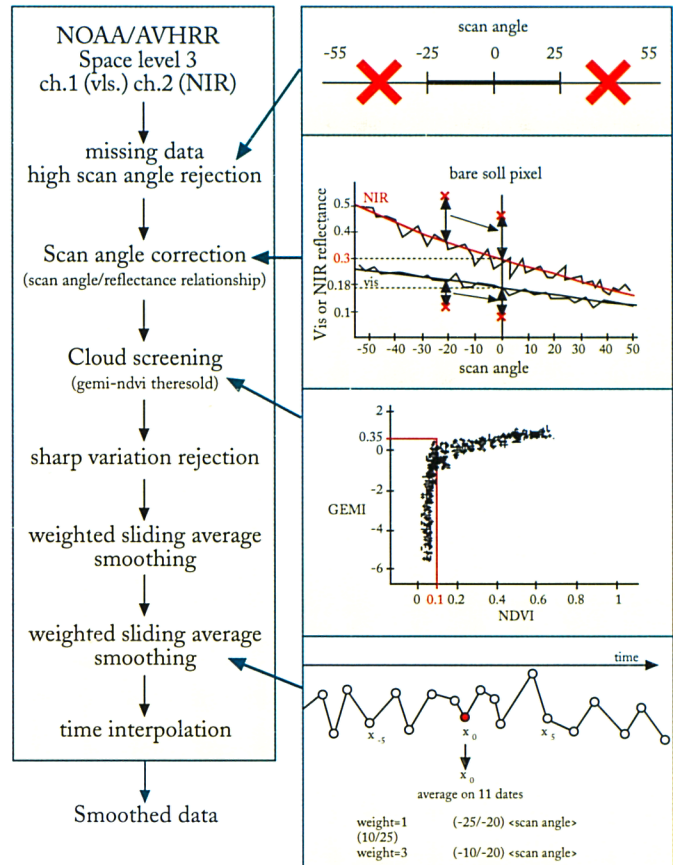 NOAA/AVHRR
Space level 3
ch.1 (vls.) ch.2 (NIR)
missing data
high scan angle rejection
Scan angle correction
(scan angle/reflectance relationship)
Cloud screening
(gemi-ndvi theresold)
sharp variation rejection
weighted sliding average
smoothing
weighted sliding average
smoothing
time interpolation
Smoothed data
scan angle
-55 -25 0 25 55
bare soll pixel
Vis or NIR reflectance
NIR
vis
0.5
0.4
0.3
0.18
0.1
-50 -40 -30 -20 -10 0 10 20 30 40 50
scan angle
GEMI
2
0.35
0
-2
-4
-6
0 0.1 0.2 0.4 0.6 0.8 1
NDVI
time
x -5 x 0 x 5
x 0
average on 11 dates
weight=1 (-25/-20) <scan angle>
(10/25)
weight=3 (-10/-20) <scan angle>